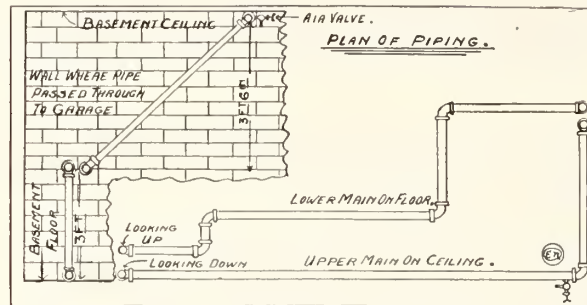 BASEMENT CEILING
AIR VALVE.
PLAN OF PIPING.
WALL WHERE PIPE
PASSED THROUGH
TO GARAGE
3 FT 6 IN
BASEMENT
FLOOR
3 FT
LOWER MAIN ON FLOOR.
LOOKING
UP
LOOKING DOWN
UPPER MAIN ON CEILING.